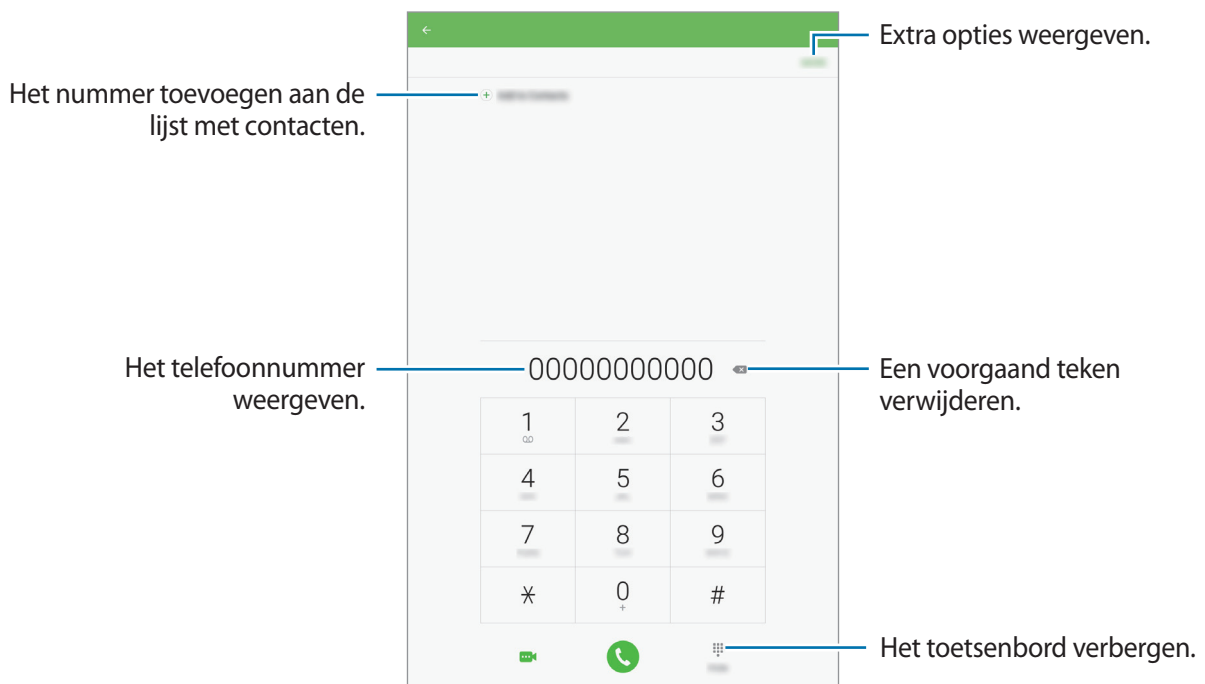 Extra opties weergeven.
Het nummer toevoegen aan de
lijst met contacten.
Het telefoonnummer
weergeven.
00000000000
Een voorgaand teken
verwijderen.
1
2
3
4
5
6
7
8
9
*
0
+
#
Het toetsenbord verbergen.